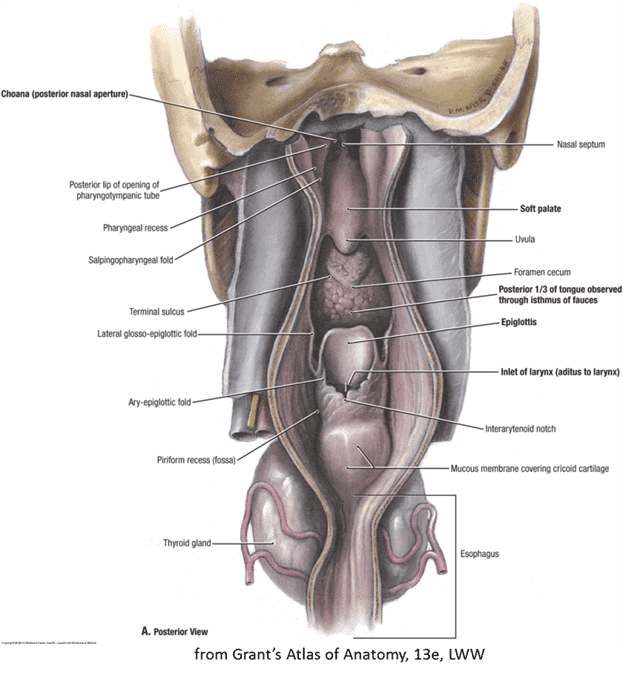 Choana (posterior nasal aperture)
Nasal septum
Posterior lip of opening of
pharyngotympanic tube
Soft palate
Pharyngeal recess
Uvula
Salpingopharyngeal fold
Foramen cecum
Posterior 1/3 of tongue observed
through isthmus of fauces
Terminal sulcus
Epiglottis
Lateral glosso-epiglottic fold
Inlet of larynx (aditus to larynx)
Ary-epiglottic fold
Interarytenoid notch
Piriform recess (fossa)
Mucous membrane covering cricoid cartilage
Thyroid gland
Esophagus
A. Posterior View
from Grant's Atlas of Anatomy, 13e, LWW